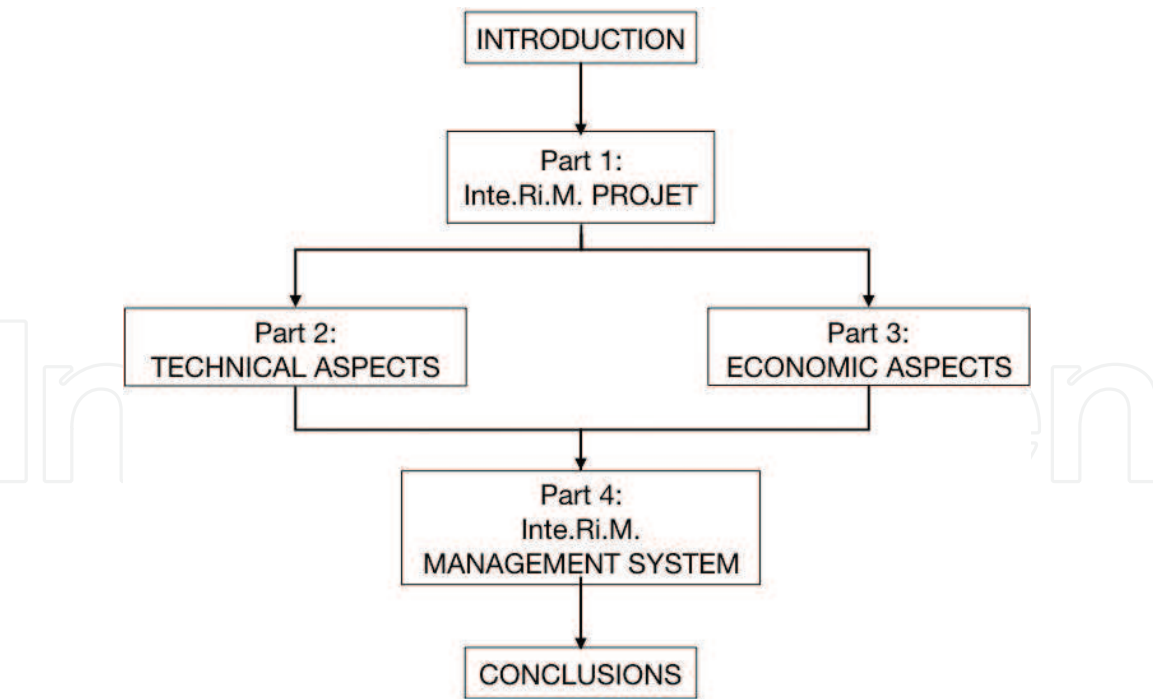 INTRODUCTION
Part 1:
Inte.Ri.M. PROJET
Part 2:
TECHNICAL ASPECTS
Part 3:
ECONOMIC ASPECTS
Part 4:
Inte.Ri.M.
MANAGEMENT SYSTEM
CONCLUSIONS